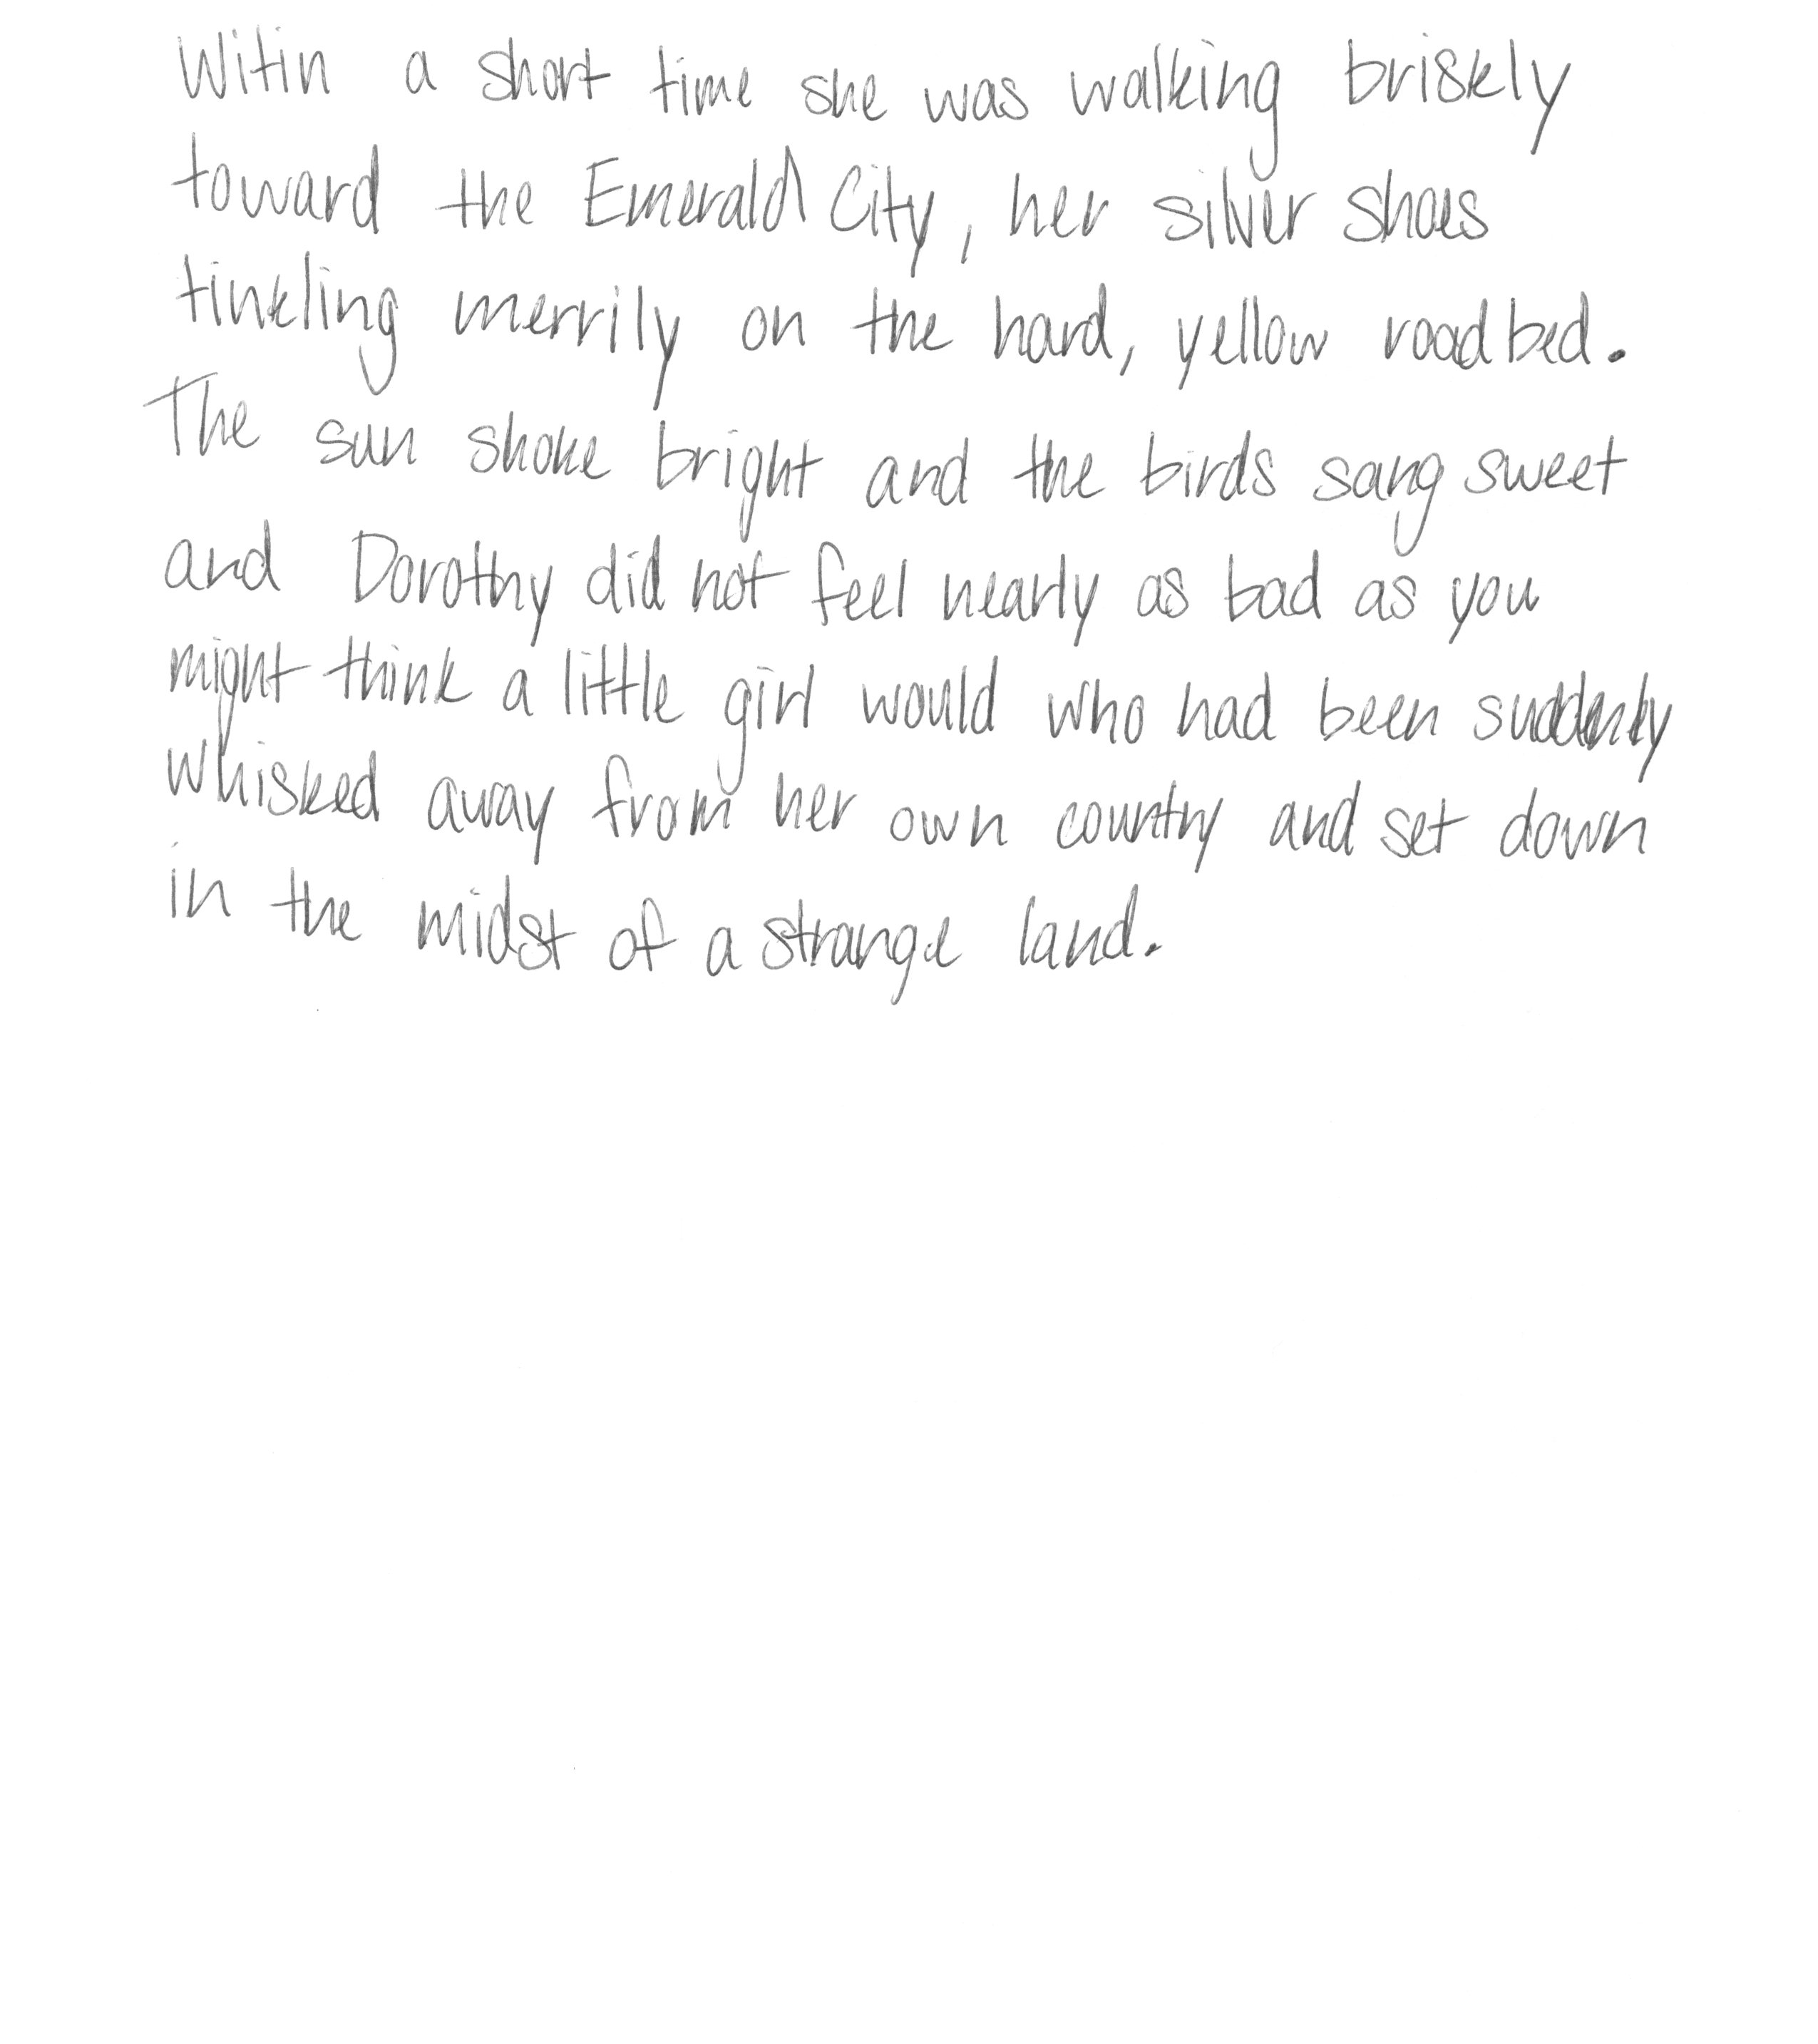 Witin a short time she was walking briskly
toward the Emerald City, her silver shoes
tinkling merrily on the hard, yellow roadbed.
The sun shone bright and the birds sang sweet
and Dorothy did not feel nearly as bad as you
might think a little girl would who had been suddenly
whisked away from her own country and set down
in the midst of a strange land.